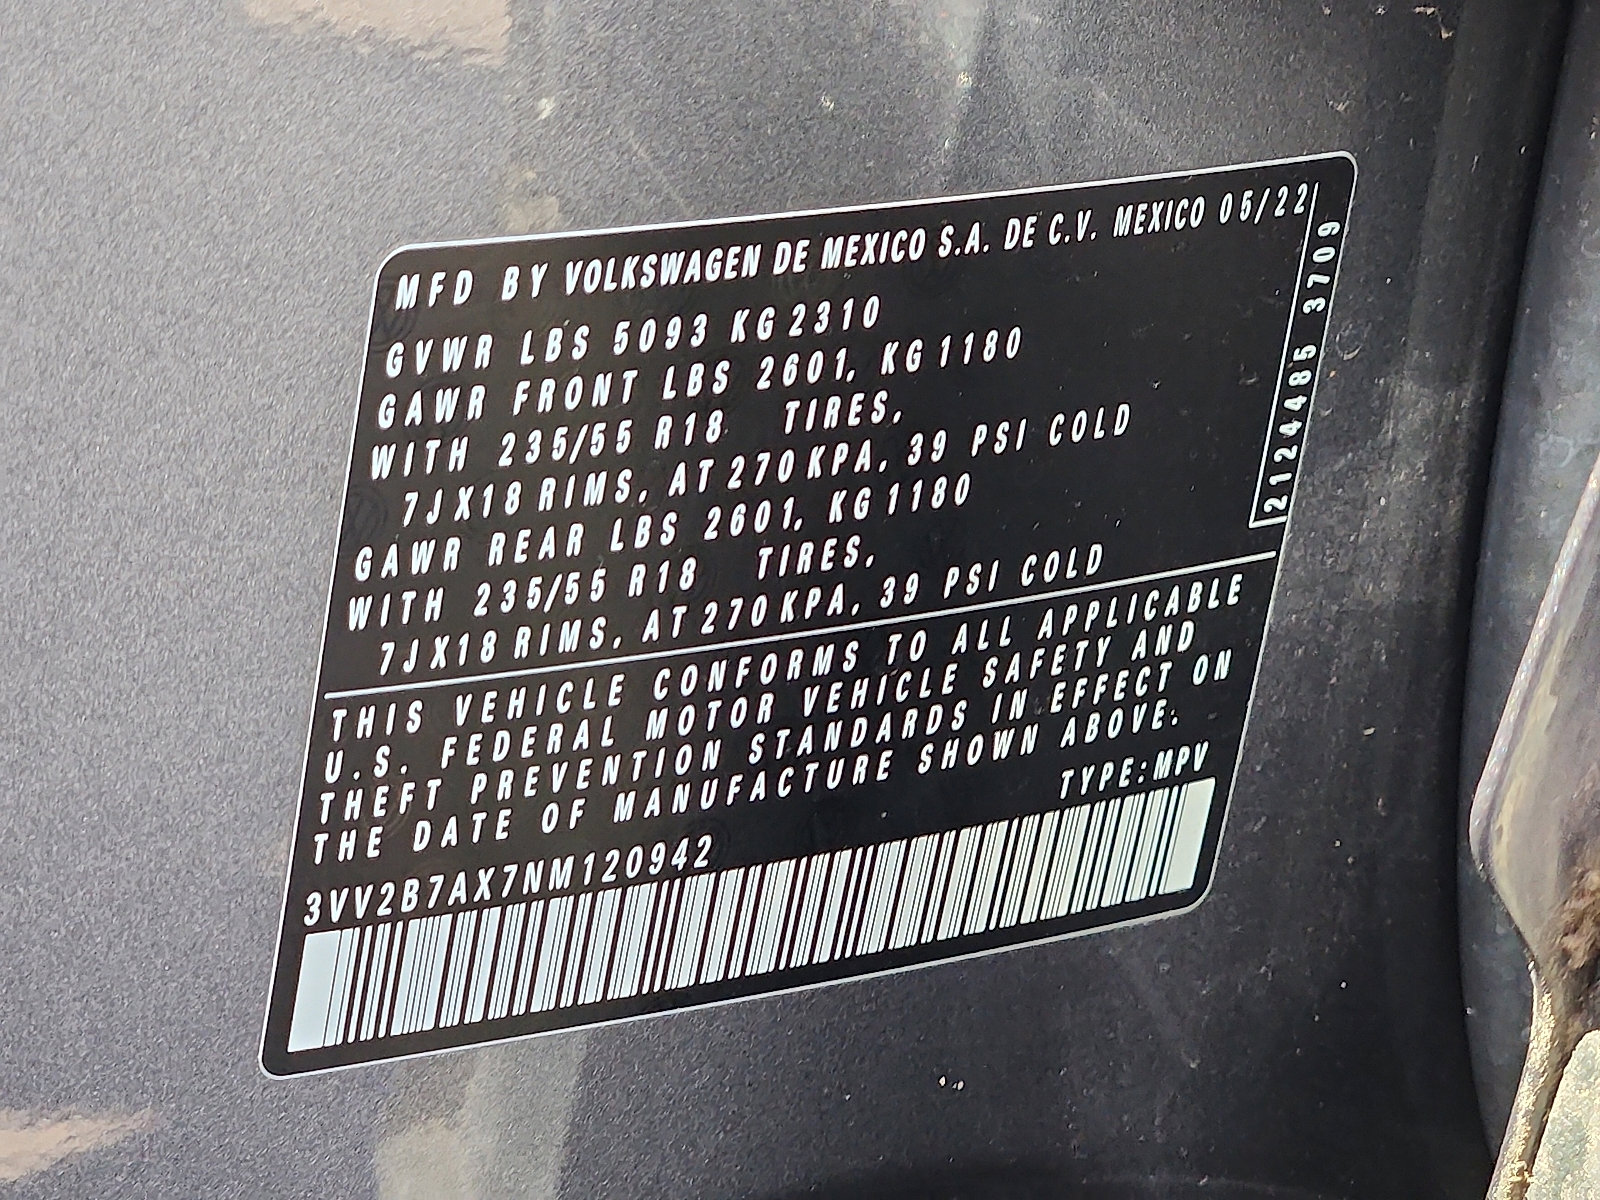 MFD BY VOLKSWAGEN DE MEXICO S.A. DE C.V. MEXICO 05/22
GVWR LBS 5093 KG 2310
GAWR FRONT LBS 2601, KG 1180
WITH 235/55 R18 TIRES,
7JX18 RIMS, AT 270 KPA, 39 PSI COLD
GAWR REAR LBS 2601, KG 1180
WITH 235/55 R18 TIRES,
7JX18 RIMS, AT 270 KPA, 39 PSI COLD
2124485 3709
THIS VEHICLE CONFORMS TO ALL APPLICABLE
U.S. FEDERAL MOTOR VEHICLE SAFETY AND
THEFT PREVENTION STANDARDS IN EFFECT ON
THE DATE OF MANUFACTURE SHOWN ABOVE.
TYPE:MPV
3VV2B7AX7NM120942